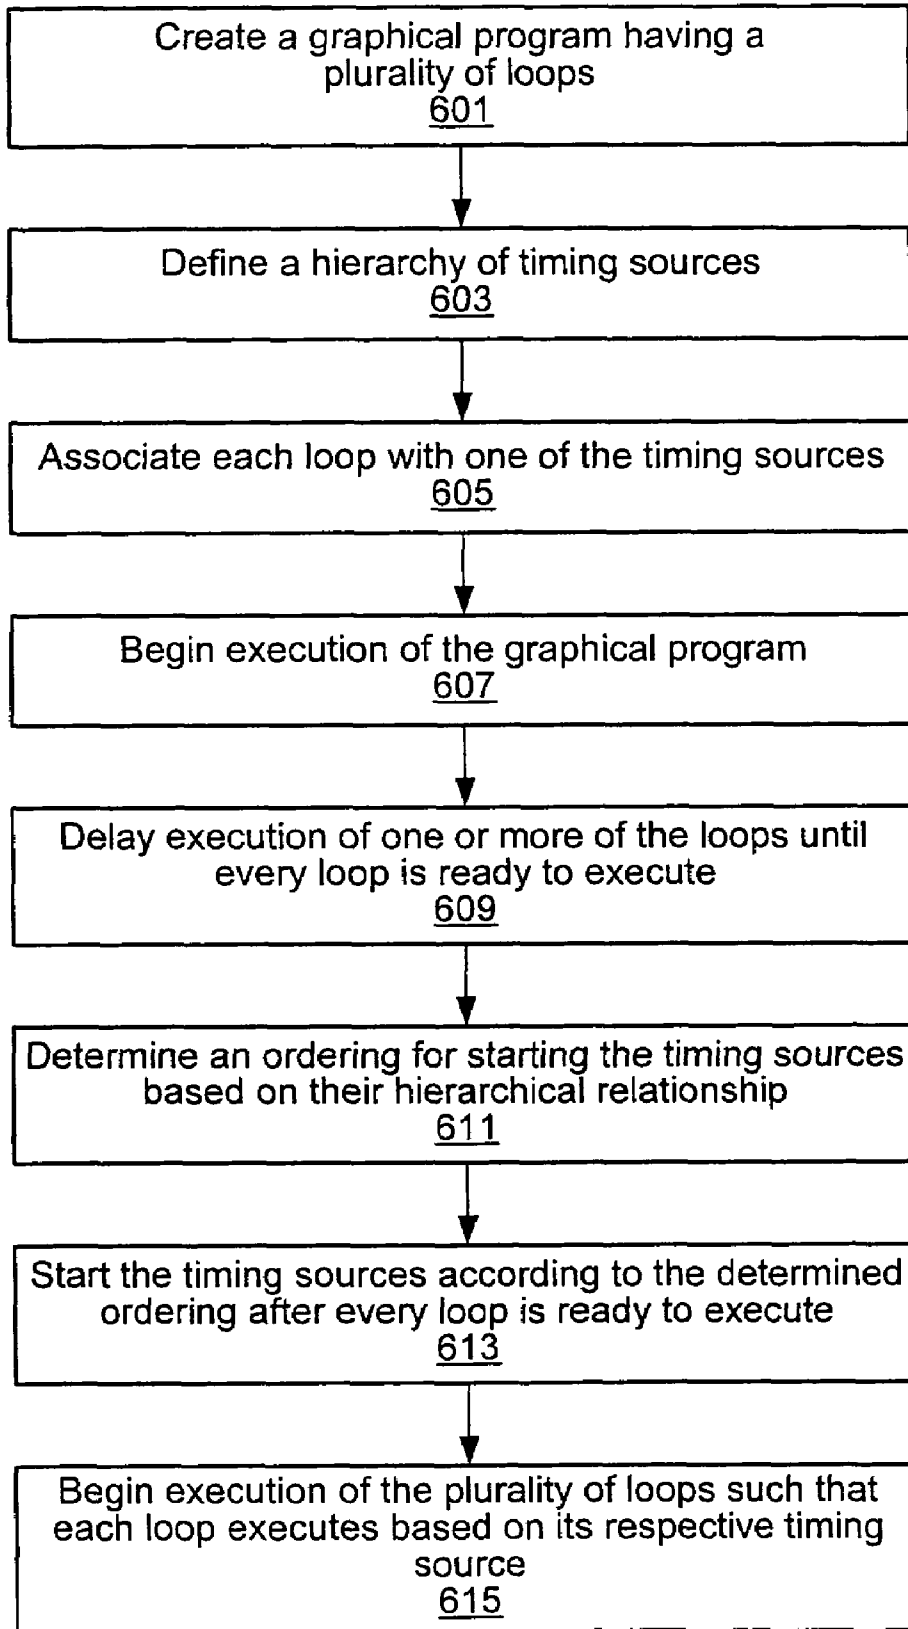 Create a graphical program having a
plurality of loops
601
Define a hierarchy of timing sources
603
Associate each loop with one of the timing sources
605
Begin execution of the graphical program
607
Delay execution of one or more of the loops until
every loop is ready to execute
609
Determine an ordering for starting the timing sources
based on their hierarchical relationship
611
Start the timing sources according to the determined
ordering after every loop is ready to execute
613
Begin execution of the plurality of loops such that
each loop executes based on its respective timing
source
615